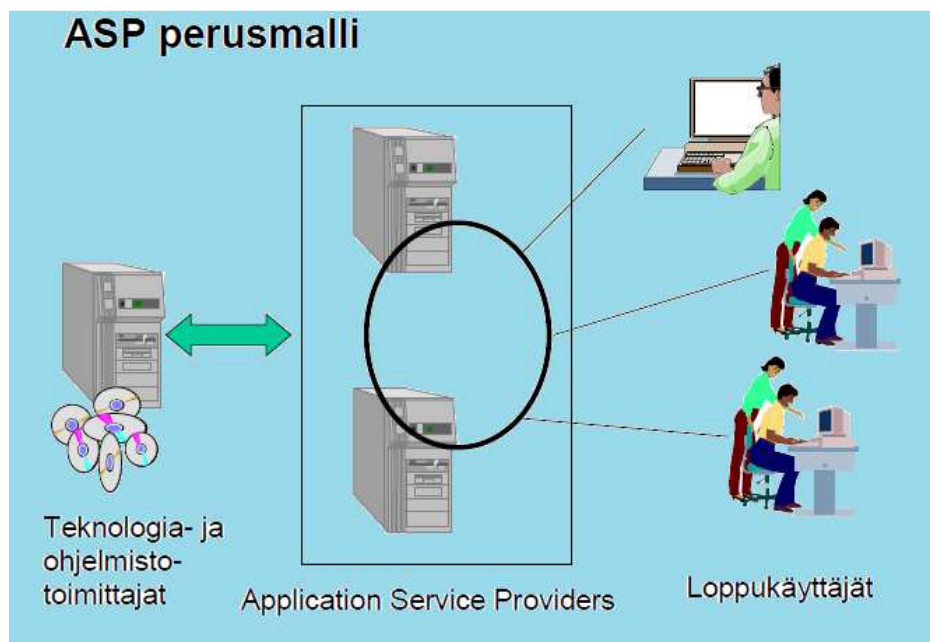 ASP perusmalli
Teknologia- ja
ohjelmisto-
toimittajat
Application Service Providers
Loppukäyttäjät